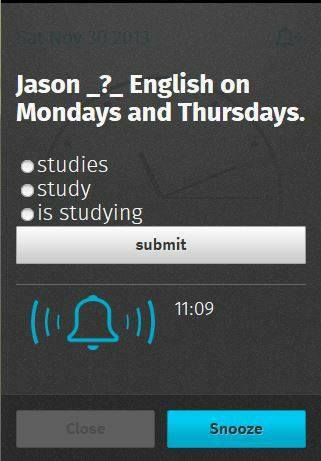 Sat Nov 30 2013
Jason _?_ English on
Mondays and Thursdays.
studies
study
is studying
submit
11:09
Close
Snooze